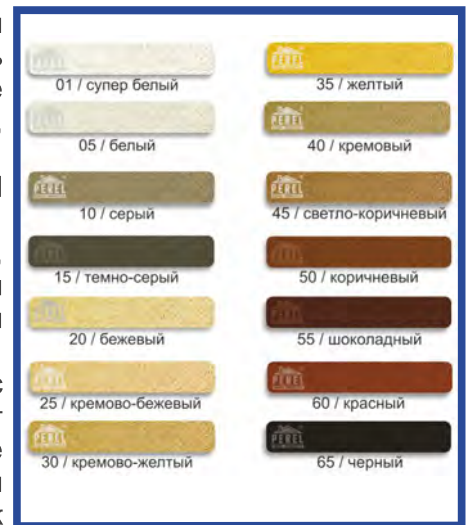 01 / супер белый
05 / белый
10 / серый
15 / темно-серый
20 / бежевый
25 / кремово-бежевый
30 / кремово-желтый
PEREL
35 / желтый
40 / кремовый
45 / светло-коричневый
50 / коричневый
55 / шоколадный
60 / красный
65 / черный